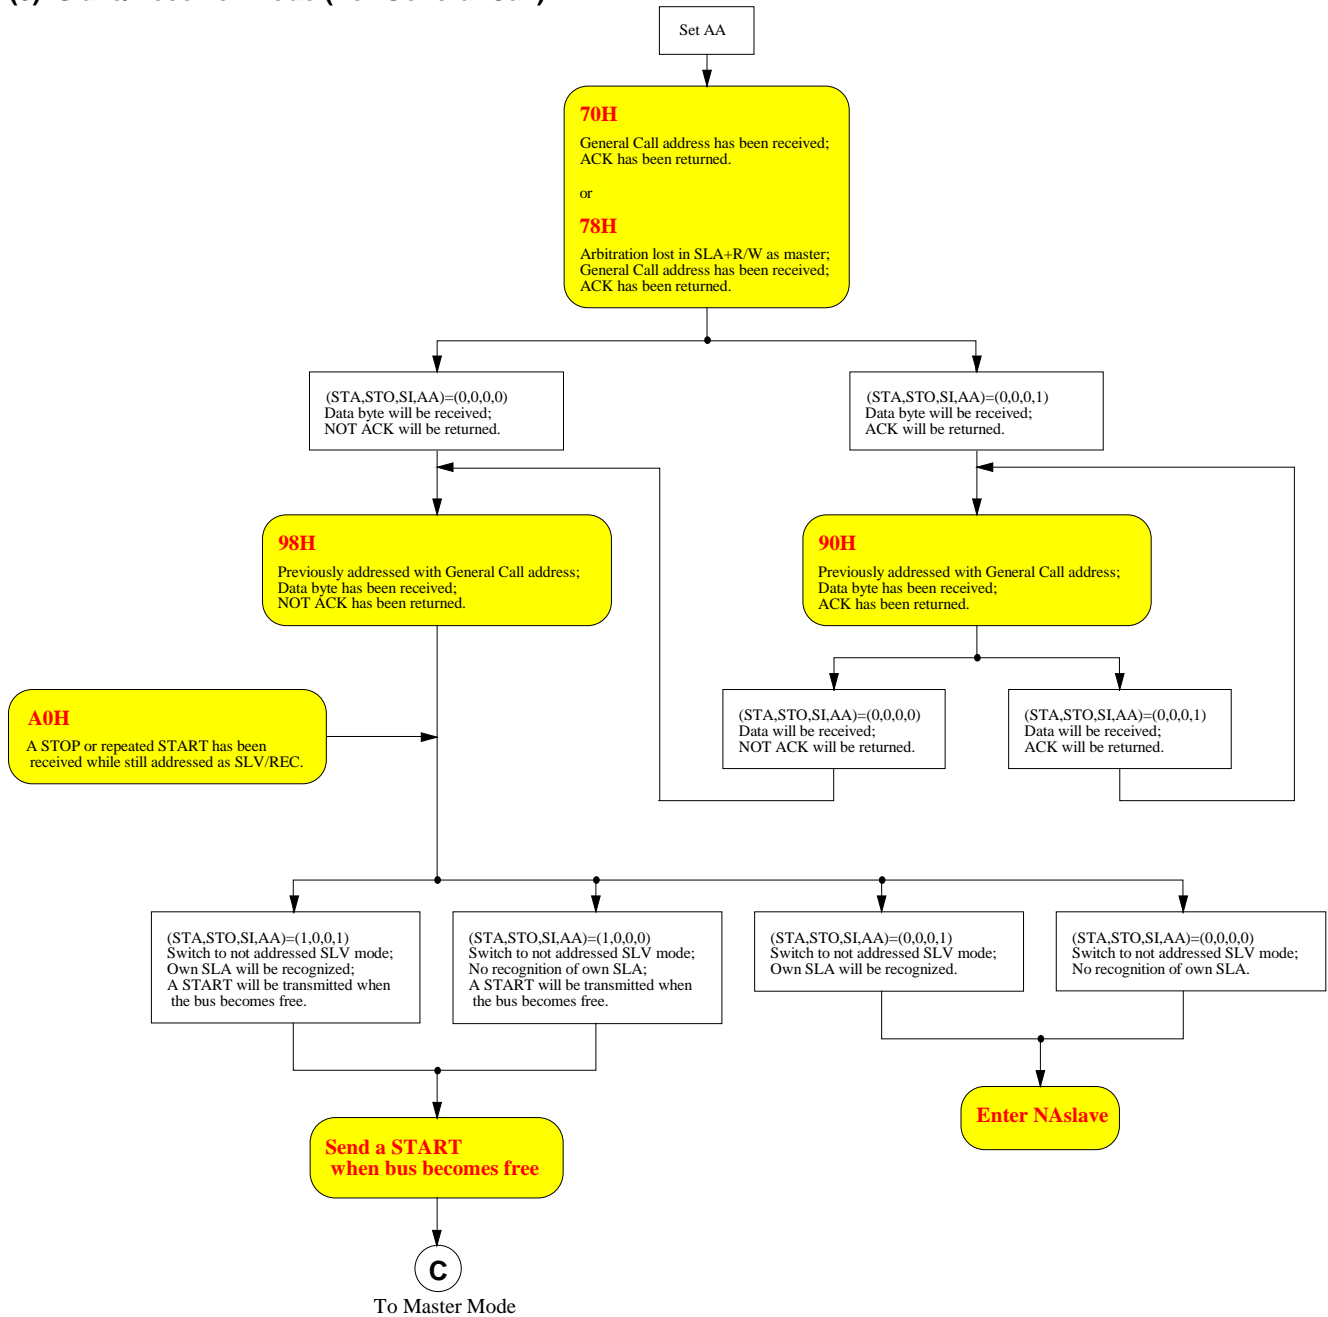 Set AA
70H
General Call address has been received;
ACK has been returned.
or
78H
Arbitration lost in SLA+R/W as master;
General Call address has been received;
ACK has been returned.
(STA,STO,SI,AA)=(0,0,0,0)
Data byte will be received;
NOT ACK will be returned.
(STA,STO,SI,AA)=(0,0,0,1)
Data byte will be received;
ACK will be returned.
98H
Previously addressed with General Call address;
Data byte has been received;
NOT ACK has been returned.
90H
Previously addressed with General Call address;
Data byte has been received;
ACK has been returned.
A0H
A STOP or repeated START has been
received while still addressed as SLV/REC.
(STA,STO,SI,AA)=(0,0,0,0)
Data will be received;
NOT ACK will be returned.
(STA,STO,SI,AA)=(0,0,0,1)
Data will be received;
ACK will be returned.
(STA,STO,SI,AA)=(1,0,0,1)
Switch to not addressed SLV mode;
Own SLA will be recognized;
A START will be transmitted when
the bus becomes free.
(STA,STO,SI,AA)=(1,0,0,0)
Switch to not addressed SLV mode;
No recognition of own SLA;
A START will be transmitted when
the bus becomes free.
(STA,STO,SI,AA)=(0,0,0,1)
Switch to not addressed SLV mode;
Own SLA will be recognized.
(STA,STO,SI,AA)=(0,0,0,0)
Switch to not addressed SLV mode;
No recognition of own SLA.
Send a START
when bus becomes free
Enter NAslave
C
To Master Mode